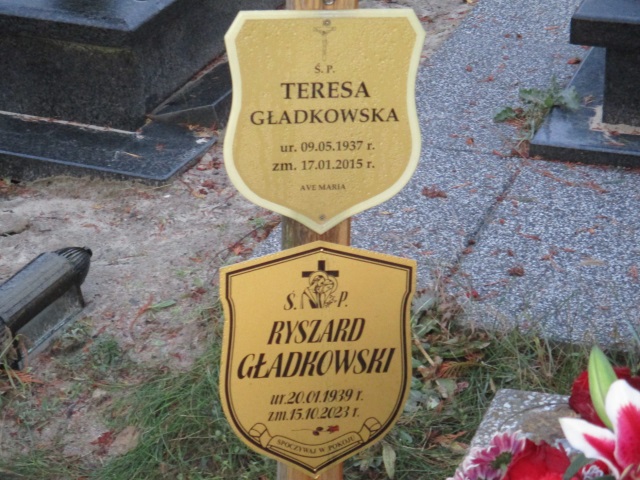 Ś. P.
TERESA
GŁADKOWSKA
ur. 09.05.1937 r.
zm. 17.01.2015 r.
AVE MARIA
Ś. P.
RYSZARD
GŁADKOWSKI
ur. 20.01.1939 r.
zm. 15.10.2023 r.
SPOCZYWAJ W POKOJU